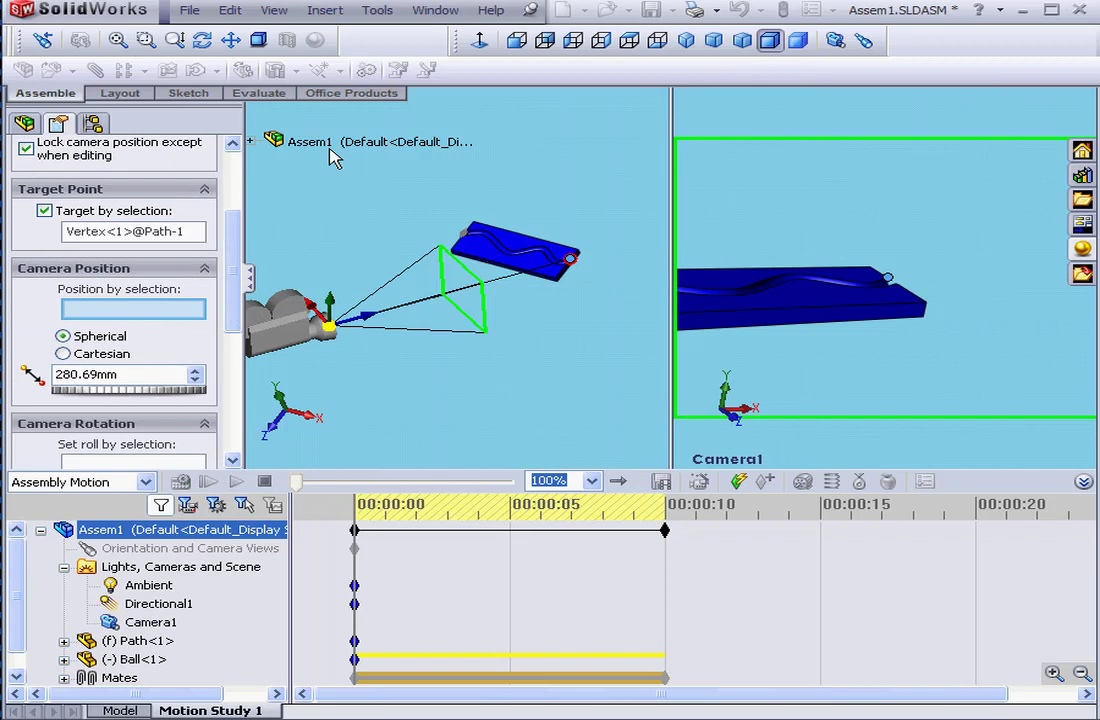 SolidWorks File Edit View Insert Tools Window Help Assem1.SLDASM * ?
Assemble Layout Sketch Evaluate Office Products
Lock camera position except
when editing
Target Point
Target by selection:
Vertex<1>@Path-1
Camera Position
Position by selection:
Spherical
Cartesian
280.69mm
Camera Rotation
Set roll by selection:
Assem1 (Default<Default_Di...
Y
X
Z
Y
X
Z
Camera1
Assembly Motion 100%
00:00:00 00:00:05 00:00:10 00:00:15 00:00:20
Assem1 (Default<Default_Display S
Orientation and Camera Views
Lights, Cameras and Scene
Ambient
Directional1
Camera1
(f) Path<1>
(-) Ball<1>
Mates
Model Motion Study 1